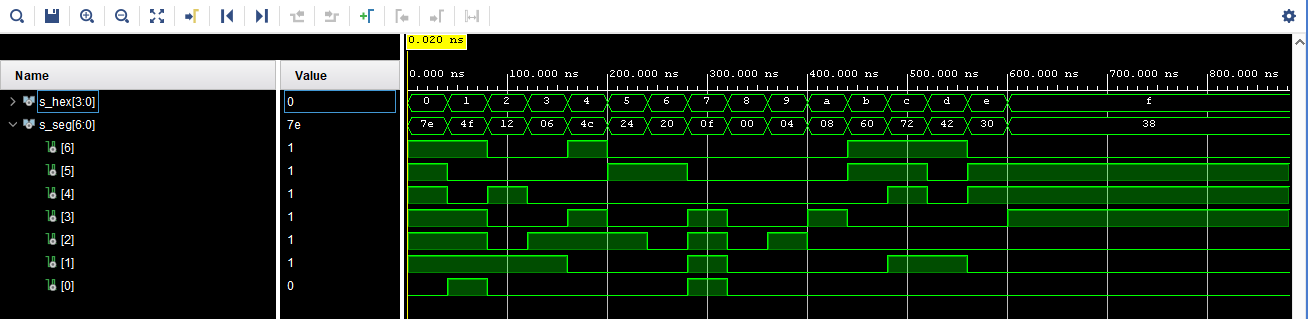 0.020 ns
Name Value 0.000 ns 100.000 ns 200.000 ns 300.000 ns 400.000 ns 500.000 ns 600.000 ns 700.000 ns 800.000 ns
s_hex[3:0] 0 0 1 2 3 4 5 6 7 8 9 a b c d e f
s_seg[6:0] 7e 7e 4f 12 06 4c 24 20 0f 00 04 08 60 72 42 30 38
[6] 1
[5] 1
[4] 1
[3] 1
[2] 1
[1] 1
[0] 0